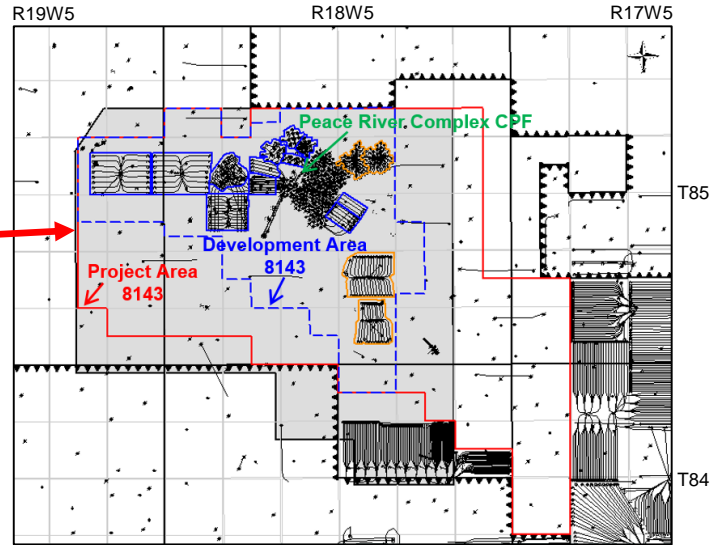 R19W5 R18W5 R17W5
Peace River Complex CPF
T85
Development Area
8143
Project Area
8143
T84